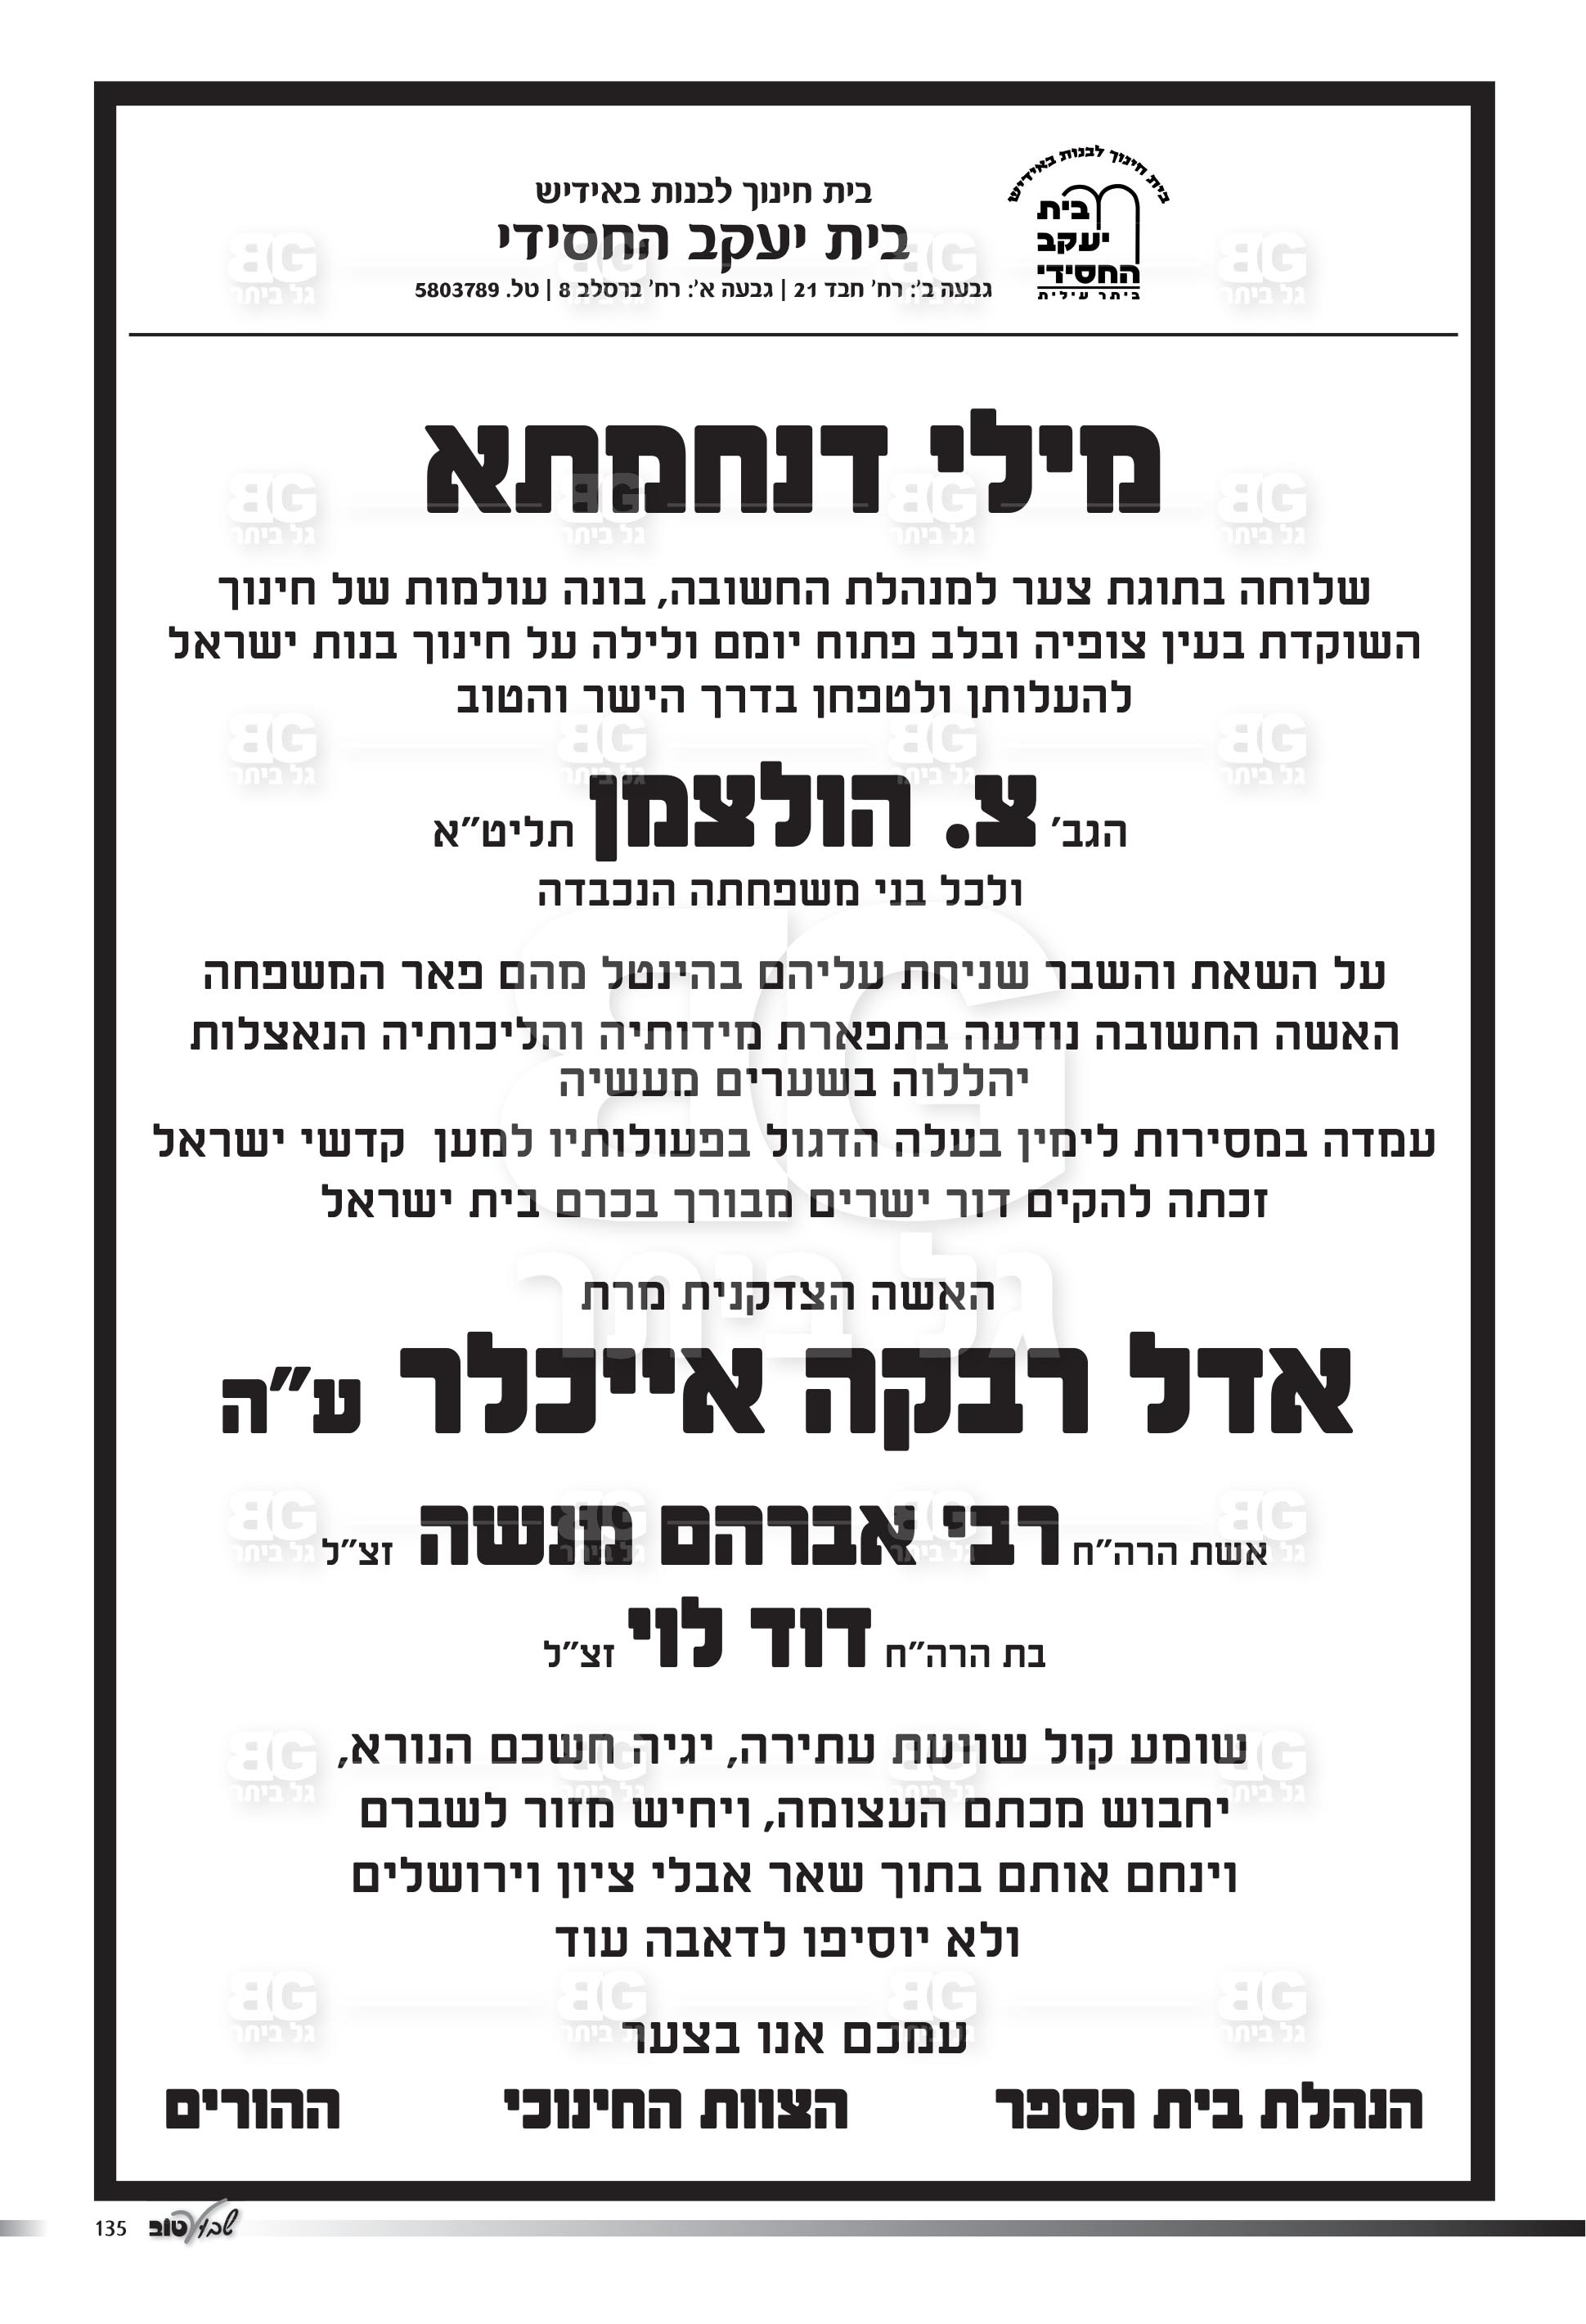 בית חינוך לבנות באידיש
בית
יעקב
החסידי
ביתר עילית
בית חינוך לבנות באידיש
בית יעקב החסידי
גבעה ב': רח' חבד 21 | גבעה א': רח' ברסלב 8 | טל. 5803789
מילי דנחמתא
שלוחה בתוגת צער למנהלת החשובה, בונה עולמות של חינוך
השוקדת בעין צופיה ובלב פתוח יומם ולילה על חינוך בנות ישראל
להעלותן ולטפחן בדרך הישר והטוב
הגב' צ. הולצמן תליט"א
ולכל בני משפחתה הנכבדה
על השאת והשבר שניחת עליהם בהינטל מהם פאר המשפחה
האשה החשובה נודעה בתפארת מידותיה והליכותיה הנאצלות
יהללוה בשערים מעשיה
עמדה במסירות לימין בעלה הדגול בפעולותיו למען קדשי ישראל
זכתה להקים דור ישרים מבורך בכרם בית ישראל
האשה הצדקנית מרת
אדל רבקה אייכלר ע"ה
אשת הרה"ח רבי אברהם מנשה זצ"ל
בת הרה"ח דוד לוי זצ"ל
שומע קול שוועת עתירה, יגיה חשכם הנורא,
יחבוש מכתם העצומה, ויחיש מזור לשברם
וינחם אותם בתוך שאר אבלי ציון וירושלים
ולא יוסיפו לדאבה עוד
עמכם אנו בצער
הנהלת בית הספר הצוות החינוכי ההורים
BG
גל ביתר
שבוע טוב 135